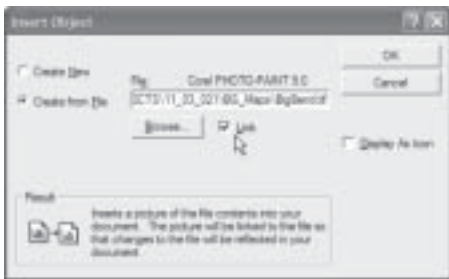 Insert Object
Create New
Create from File
File: Corel PHOTO-PAINT 9.0
Browse...
Link
OK
Cancel
Display As Icon
Result
Inserts a picture of the file contents into your
document. The picture will be linked to the file so
that changes to the file will be reflected in your
document.